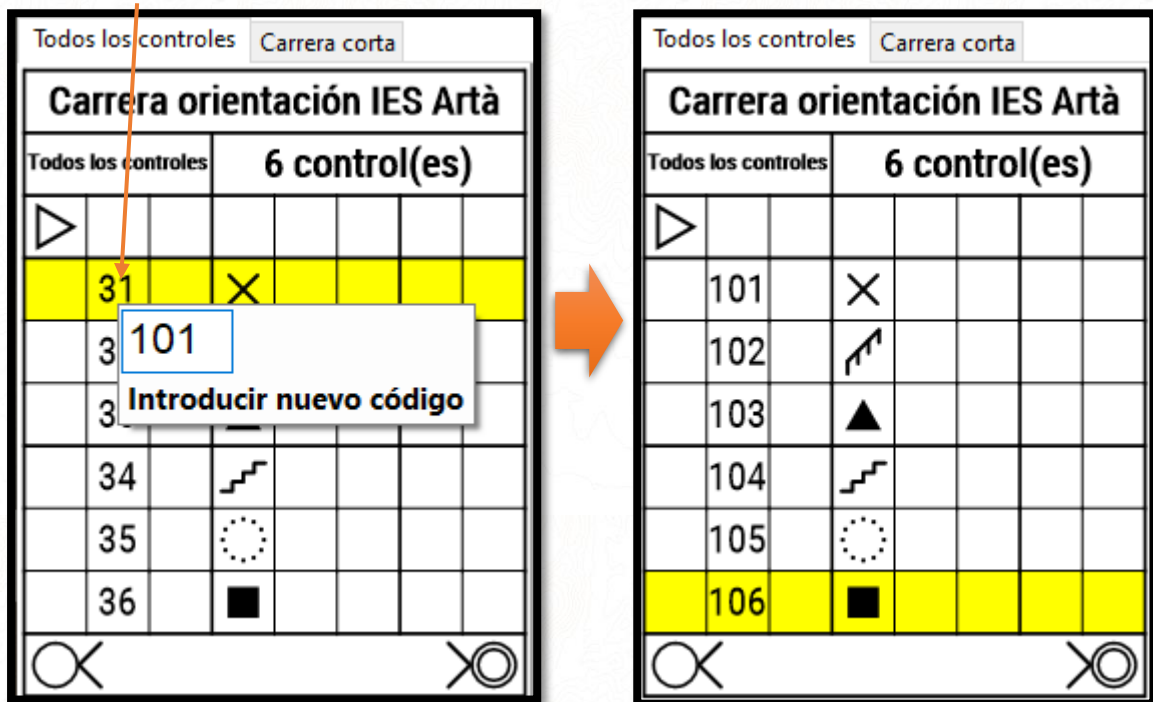 Todos los controles Carrera corta
Carrera orientación IES Artà
Todos los controles 6 control(es)
31
3
101
Introducir nuevo código
3
34
35
36
Todos los controles Carrera corta
Carrera orientación IES Artà
Todos los controles 6 control(es)
101
102
103
104
105
106